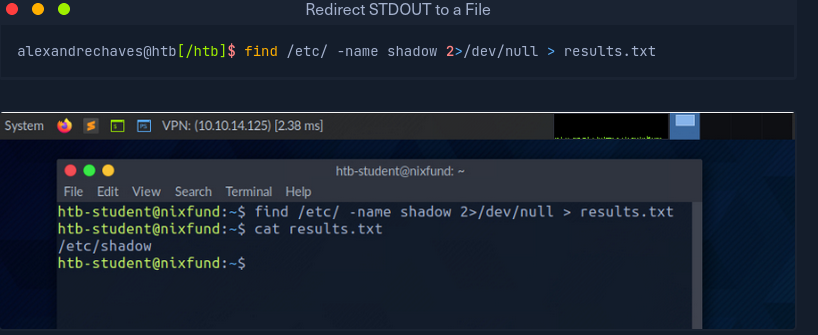 Redirect STDOUT to a File
alexandrechaves@htb[/htb]$ find /etc/ -name shadow 2>/dev/null > results.txt
System VPN: (10.10.14.125) [2.38 ms]
htb-student@nixfund: ~
File Edit View Search Terminal Help
htb-student@nixfund:~$ find /etc/ -name shadow 2>/dev/null > results.txt
htb-student@nixfund:~$ cat results.txt
/etc/shadow
htb-student@nixfund:~$